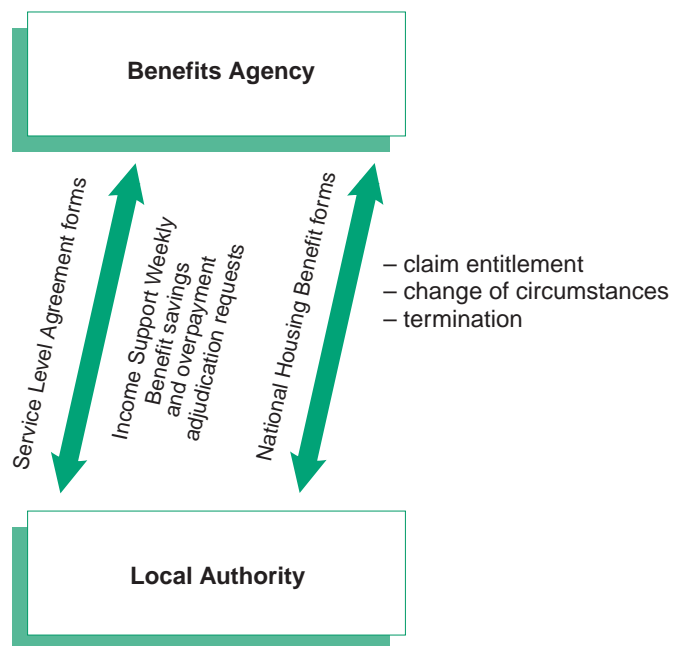 Benefits Agency
Service Level Agreement forms
Income Support Weekly
Benefit savings
and overpayment
adjudication requests
National Housing Benefit forms
– claim entitlement
– change of circumstances
– termination
Local Authority